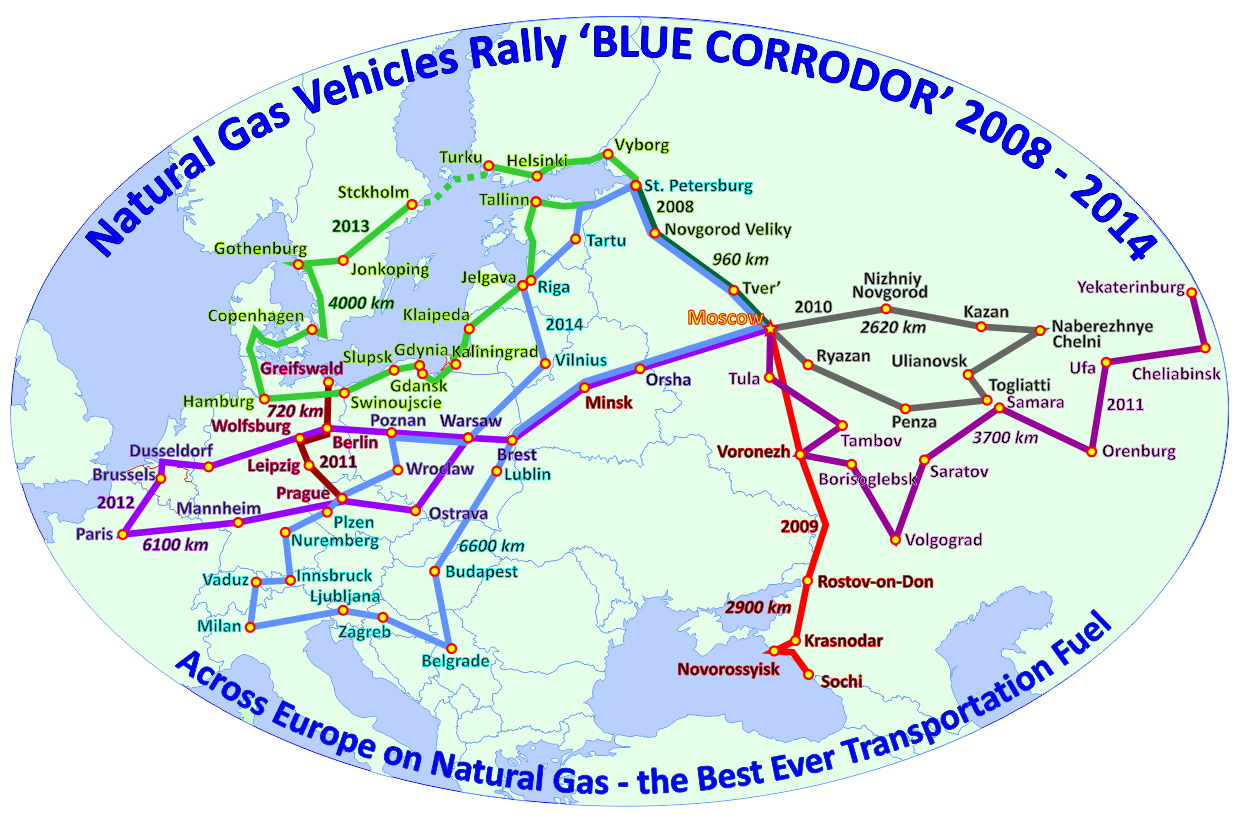 Natural Gas Vehicles Rally ‘BLUE CORRODOR’ 2008 - 2014
Vyborg
Turku
Helsinki
St. Petersburg
Stckholm
Tallinn
2008
2013
Novgorod Veliky
Gothenburg
Tartu
960 km
Jonkoping
Jelgava
Riga
Tver’
Nizhniy
Novgorod
Yekaterinburg
4000 km
2010
Copenhagen
Klaipeda
Moscow
2620 km
Kazan
2014
Naberezhnye
Chelni
Slupsk
Gdynia
Kaliningrad
Vilnius
Ryazan
Ulianovsk
Greifswald
Ufa
Cheliabinsk
Gdansk
Orsha
Tula
Togliatti
Hamburg
720 km
Swinoujscie
Minsk
Samara
2011
Wolfsburg
Poznan
Warsaw
Penza
3700 km
Berlin
Tambov
Dusseldorf
Brest
Voronezh
Orenburg
Leipzig
2011
Wroclaw
Lublin
Brussels
Borisoglebsk
Saratov
2012
Prague
Mannheim
Ostrava
Plzen
2009
Paris
6100 km
Nuremberg
6600 km
Volgograd
Vaduz
Innsbruck
Budapest
Rostov-on-Don
Ljubljana
2900 km
Milan
Zagreb
Krasnodar
Belgrade
Novorossyisk
Sochi
Across Europe on Natural Gas - the Best Ever Transportation Fuel